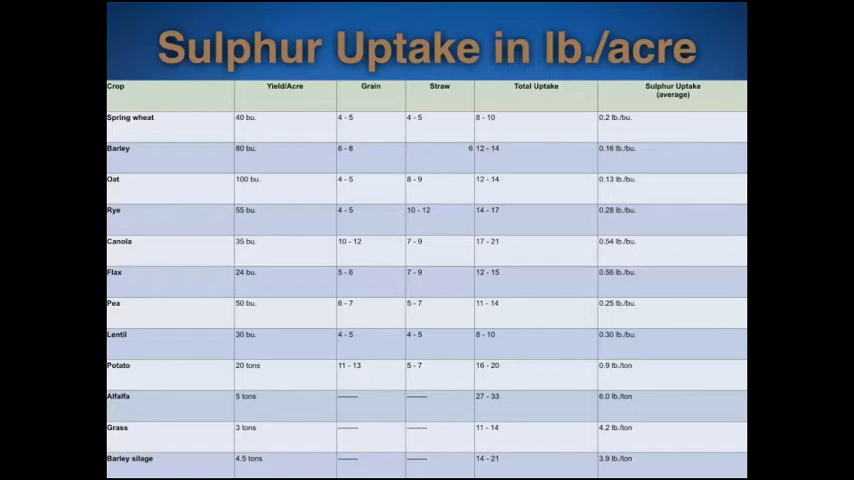 Sulphur Uptake in lb./acre
Crop Yield/Acre Grain Straw Total Uptake Sulphur Uptake (average)
Spring wheat 40 bu. 4 - 5 4 - 5 8 - 10 0.2 lb./bu.
Barley 80 bu. 6 - 8 6 12 - 14 0.16 lb./bu.
Oat 100 bu. 4 - 5 8 - 9 12 - 14 0.13 lb./bu.
Rye 55 bu. 4 - 5 10 - 12 14 - 17 0.28 lb./bu.
Canola 35 bu. 10 - 12 7 - 9 17 - 21 0.54 lb./bu.
Flax 24 bu. 5 - 6 7 - 9 12 - 15 0.56 lb./bu.
Pea 50 bu. 6 - 7 5 - 7 11 - 14 0.25 lb./bu.
Lentil 30 bu. 4 - 5 4 - 5 8 - 10 0.30 lb./bu.
Potato 20 tons 11 - 13 5 - 7 16 - 20 0.9 lb./ton
Alfalfa 5 tons -------- -------- 27 - 33 6.0 lb./ton
Grass 3 tons -------- -------- 11 - 14 4.2 lb./ton
Barley silage 4.5 tons -------- -------- 14 - 21 3.9 lb./ton